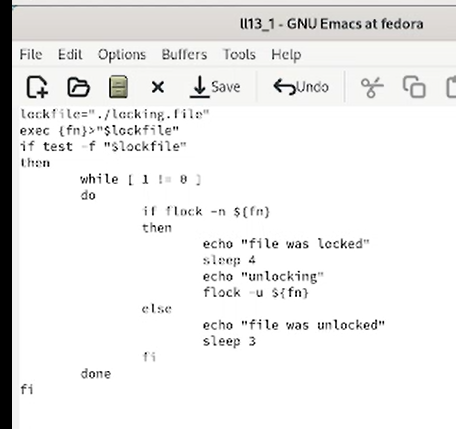 ll13_1 - GNU Emacs at fedora
File Edit Options Buffers Tools Help
Save Undo
lockfile="./locking.file"
exec {fn}>"$lockfile"
if test -f "$lockfile"
then
while [ 1 != 0 ]
do
if flock -n ${fn}
then
echo "file was locked"
sleep 4
echo "unlocking"
flock -u ${fn}
else
echo "file was unlocked"
sleep 3
fi
done
fi